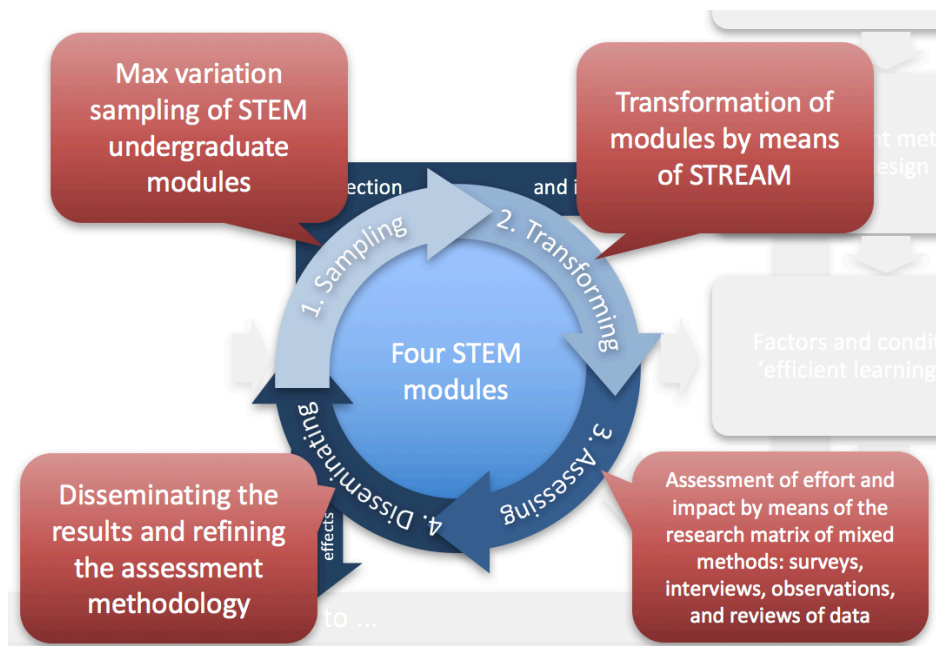 Max variation
sampling of STEM
undergraduate
modules
Transformation of
modules by means
of STREAM
and
1. Sampling
2. Transforming
3. Assessing
4. Disseminating
Four STEM
modules
Factors and
'efficient learning
Disseminating the
results and refining
the assessment
methodology
effects
Assessment of effort and
impact by means of the
research matrix of mixed
methods: surveys,
interviews, observations,
and reviews of data
to ...